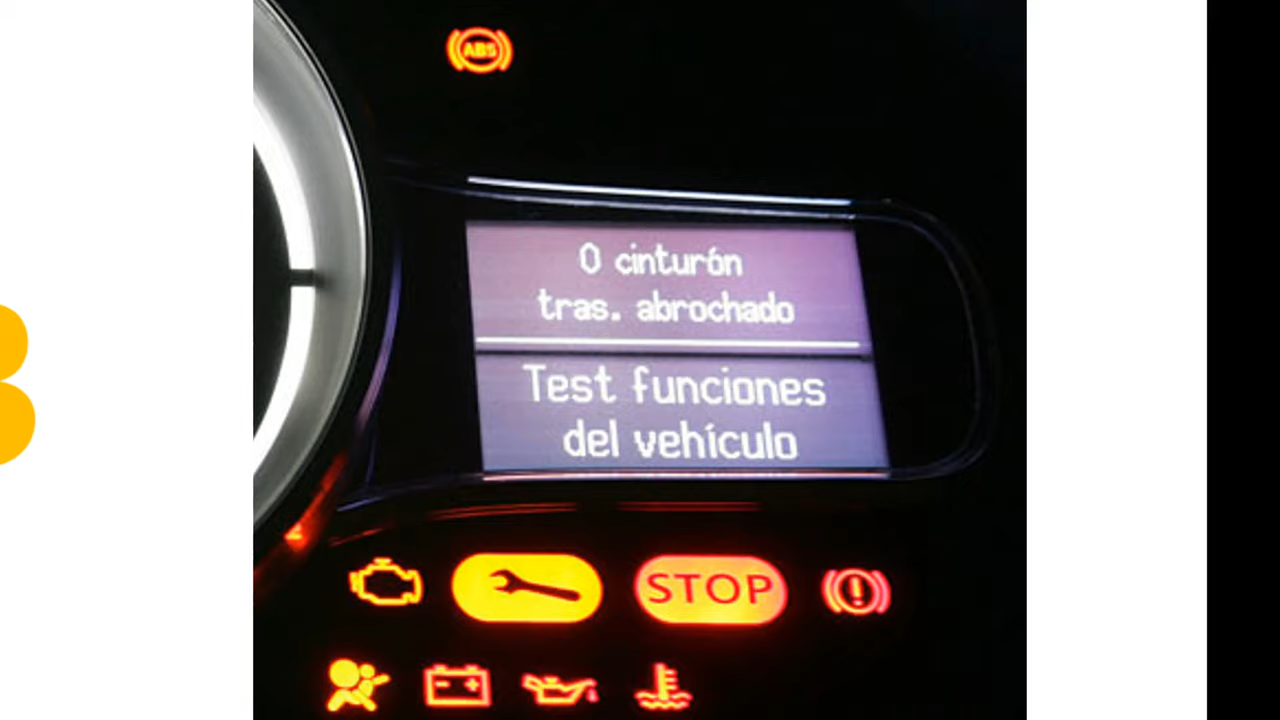 ABS
0 cinturón
tras. abrochado
Test funciones
del vehículo
STOP